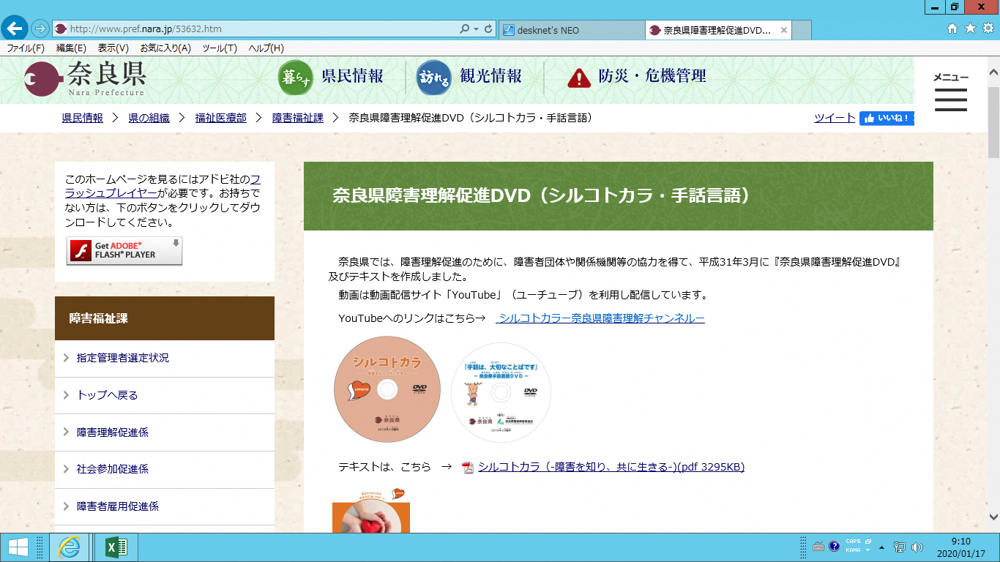 http://www.pref.nara.jp/53632.htm
desknet's NEO
奈良県障害理解促進DVD...
ファイル(F) 編集(E) 表示(V) お気に入り(A) ツール(T) ヘルプ(H)
奈良県
Nara Prefecture
暮らす 県民情報
訪れる 観光情報
防災・危機管理
メニュー
県民情報 > 県の組織 > 福祉医療部 > 障害福祉課 > 奈良県障害理解促進DVD（シルコトカラ・手話言語）
ツイート
いいね！
このホームページを見るにはアドビ社のフ
ラッシュプレイヤーが必要です。お持ちで
ない方は、下のボタンをクリックしてダウ
ンロードしてください。
Get ADOBE®
FLASH® PLAYER
障害福祉課
指定管理者選定状況
トップへ戻る
障害理解促進係
社会参加促進係
障害者雇用促進係
奈良県障害理解促進DVD（シルコトカラ・手話言語）
奈良県では、障害理解促進のために、障害者団体や関係機関等の協力を得て、平成31年3月に『奈良県障害理解促進DVD』
及びテキストを作成しました。
動画は動画配信サイト「YouTube」（ユーチューブ）を利用し配信しています。
YouTubeへのリンクはこちら→ シルコトカラー奈良県障害理解チャンネルー
シルコトカラ
DVD
VIDEO
奈良県
『手話は、大切なことばです』
－ 奈良県手話言語DVD －
DVD
VIDEO
奈良県
テキストは、こちら → シルコトカラ（-障害を知り、共に生きる-)(pdf 3295KB)
CAPS
KANA
9:10
2020/01/17